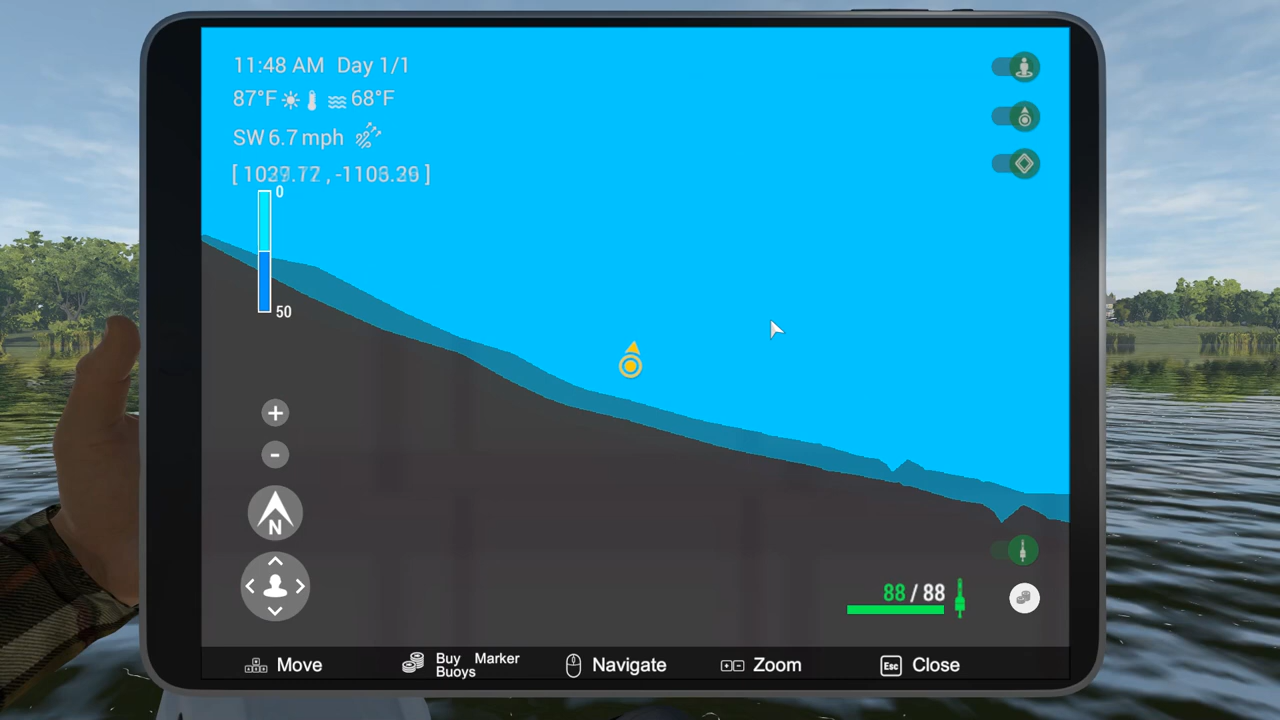 11:48 AM Day 1/1
87°F 68°F
SW 6.7 mph
0
50
+
-
N
88 / 88
Move
Buy Marker
Buoys
Navigate
Zoom
Esc Close